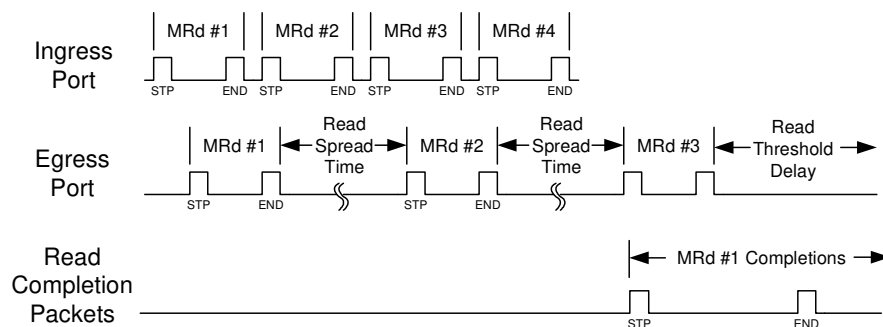 MRd #1 MRd #2 MRd #3 MRd #4
Ingress
Port
STP END STP END STP END STP END
Read
Spread
Time
Read
Spread
Time
Read
Threshold
Delay
MRd #1 MRd #2 MRd #3
Egress
Port
STP END STP END
Read
Completion
Packets
MRd #1 Completions
STP END